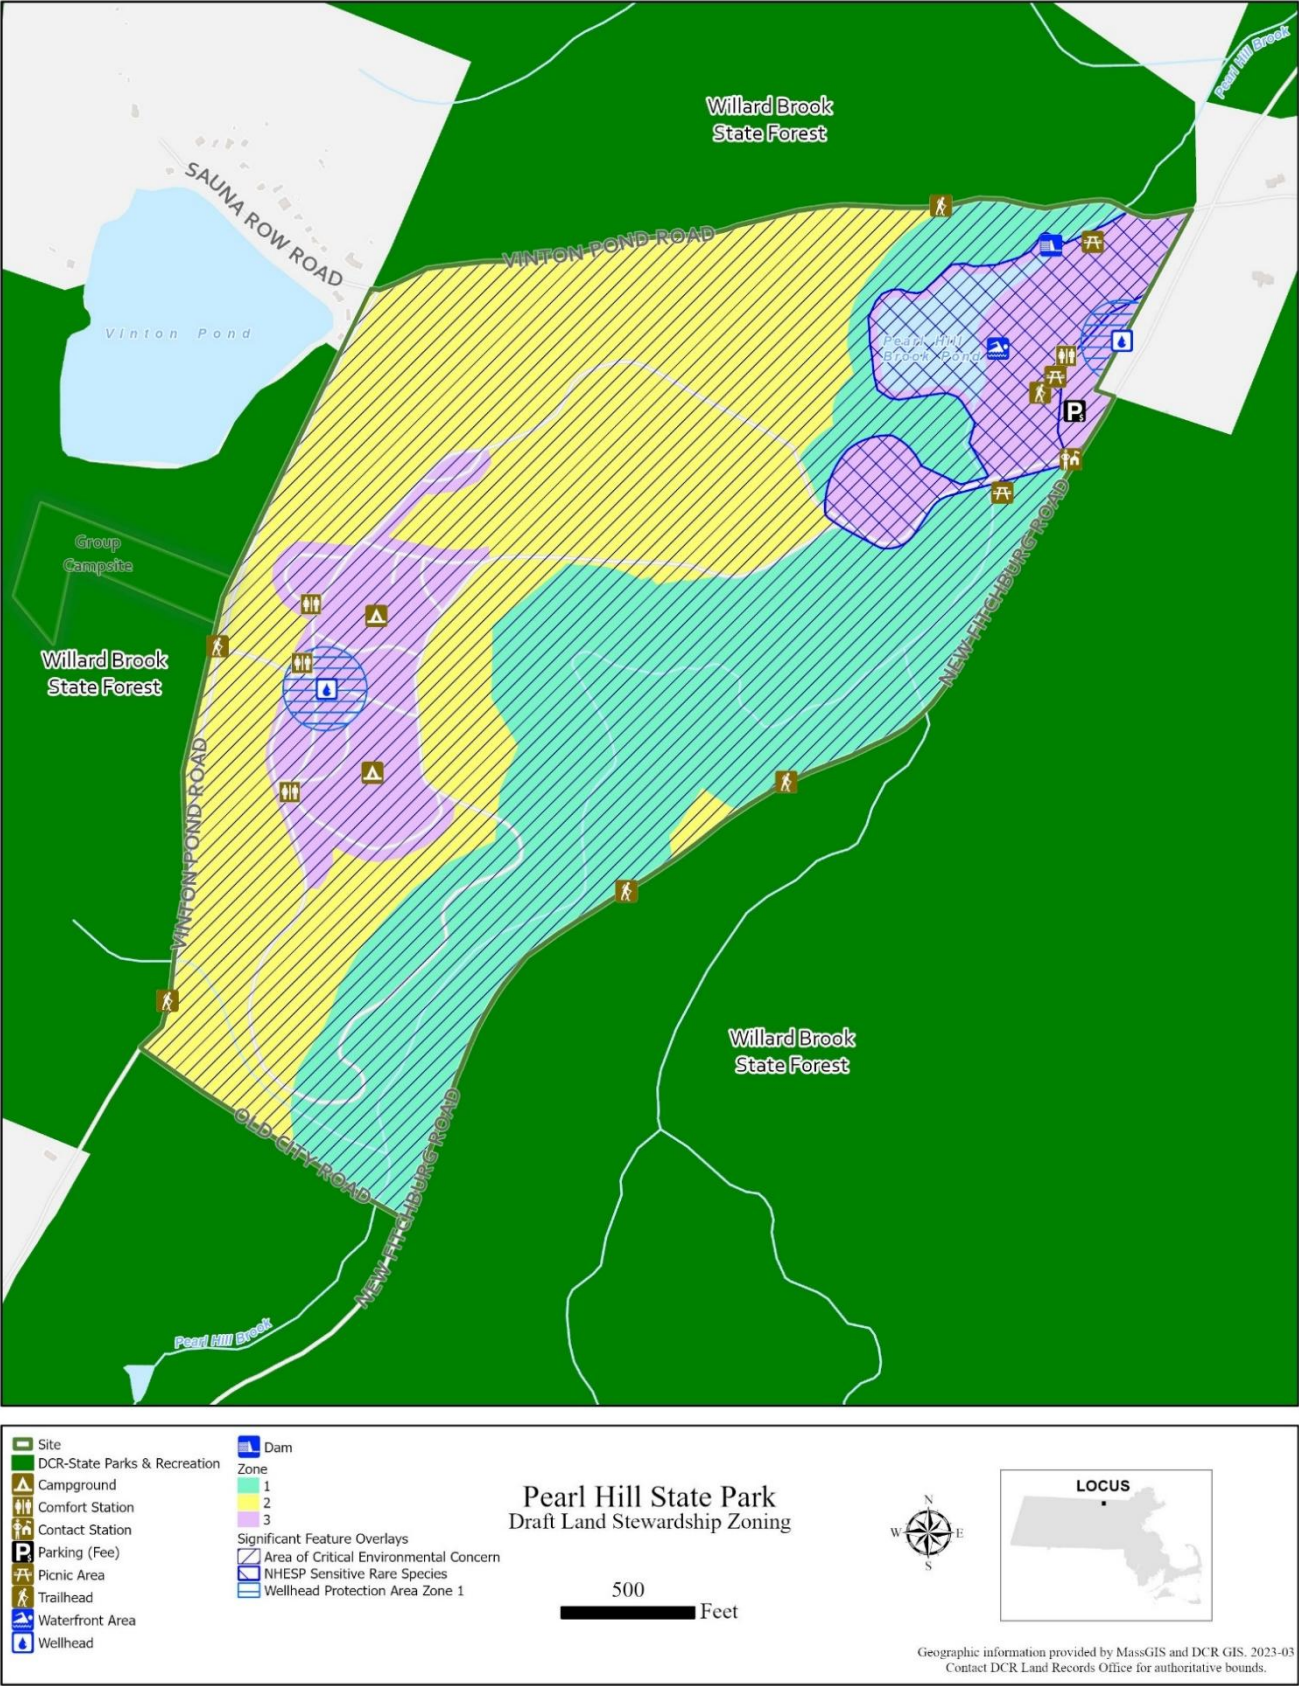 Pearl Hill Brook
Willard Brook
State Forest
SAUNA ROW ROAD
VINTON POND ROAD
Vinton Pond
Pearl Hill
Brook Pond
P$
Group
Campsite
Willard Brook
State Forest
NEW FITCHBURG ROAD
VINTON POND ROAD
Willard Brook
State Forest
OLD CITY ROAD
NEW FITCHBURG ROAD
Pearl Hill Brook
Site
DCR-State Parks & Recreation
Campground
Comfort Station
Contact Station
P$ Parking (Fee)
Picnic Area
Trailhead
Waterfront Area
Wellhead
Dam
Zone
1
2
3
Significant Feature Overlays
Area of Critical Environmental Concern
NHESP Sensitive Rare Species
Wellhead Protection Area Zone 1
Pearl Hill State Park
Draft Land Stewardship Zoning
500
Feet
N
W E
S
LOCUS
Geographic information provided by MassGIS and DCR GIS. 2023-03
Contact DCR Land Records Office for authoritative bounds.